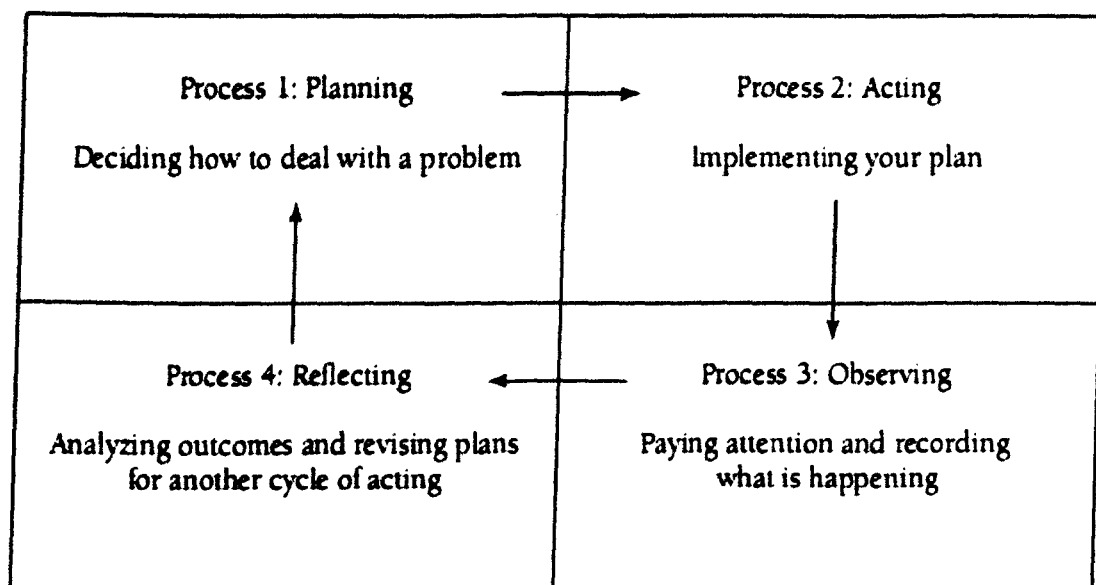 Process 1: Planning
Deciding how to deal with a problem
Process 2: Acting
Implementing your plan
Process 4: Reflecting
Analyzing outcomes and revising plans
for another cycle of acting
Process 3: Observing
Paying attention and recording
what is happening